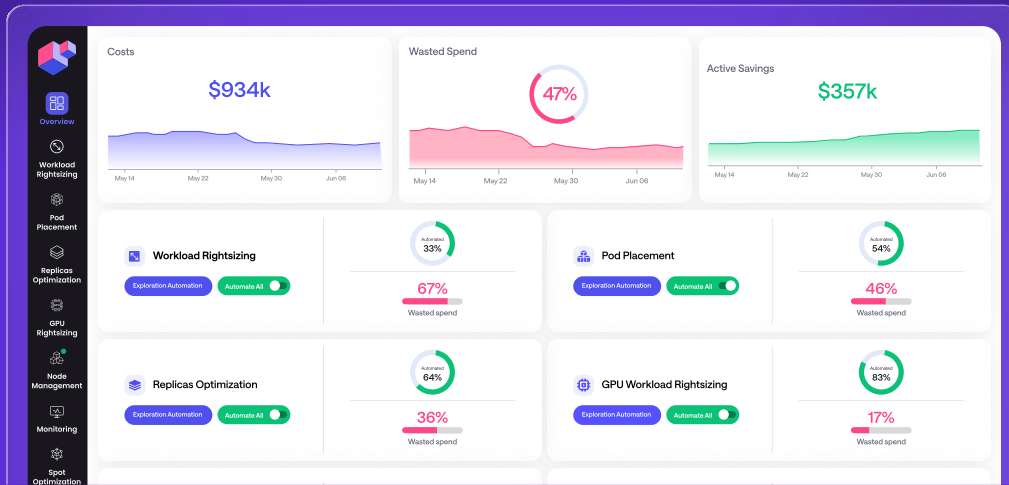 Costs
$934k
May 14
May 22
May 30
Jun 06
Wasted Spend
47%
May 14
May 22
May 30
Jun 06
Active Savings
$357k
May 14
May 22
May 30
Jun 06
Overview
Workload
Rightsizing
Pod
Placement
Replicas
Optimization
GPU
Rightsizing
Node
Management
Monitoring
Spot
Optimization
Workload Rightsizing
Exploration Automation
Automate All
Automated
33%
67%
Wasted spend
Pod Placement
Exploration Automation
Automate All
Automated
54%
46%
Wasted spend
Replicas Optimization
Exploration Automation
Automate All
Automated
64%
36%
Wasted spend
GPU Workload Rightsizing
Exploration Automation
Automate All
Automated
83%
17%
Wasted spend